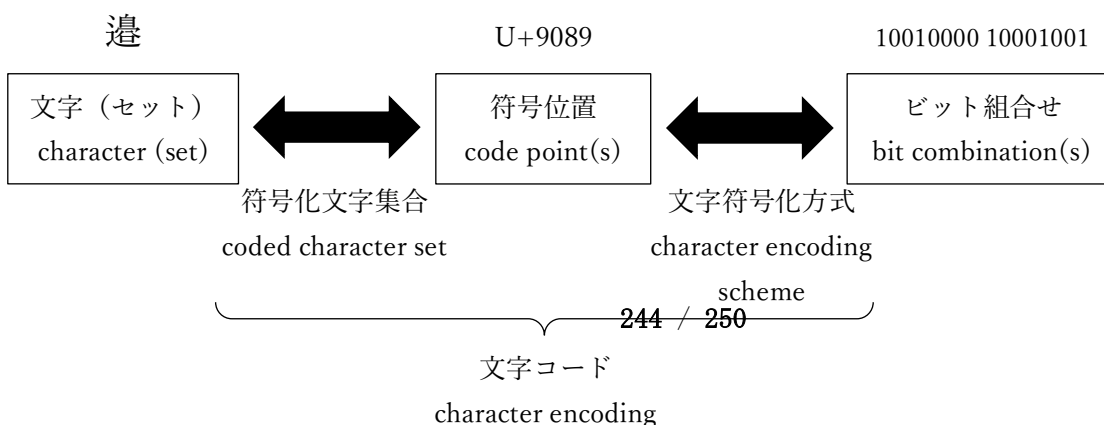 邉 U+9089 10010000 10001001
文字（セット） 符号位置 ビット組合せ
character (set) code point(s) bit combination(s)
符号化文字集合 文字符号化方式
coded character set character encoding
scheme
244 / 250
文字コード
character encoding